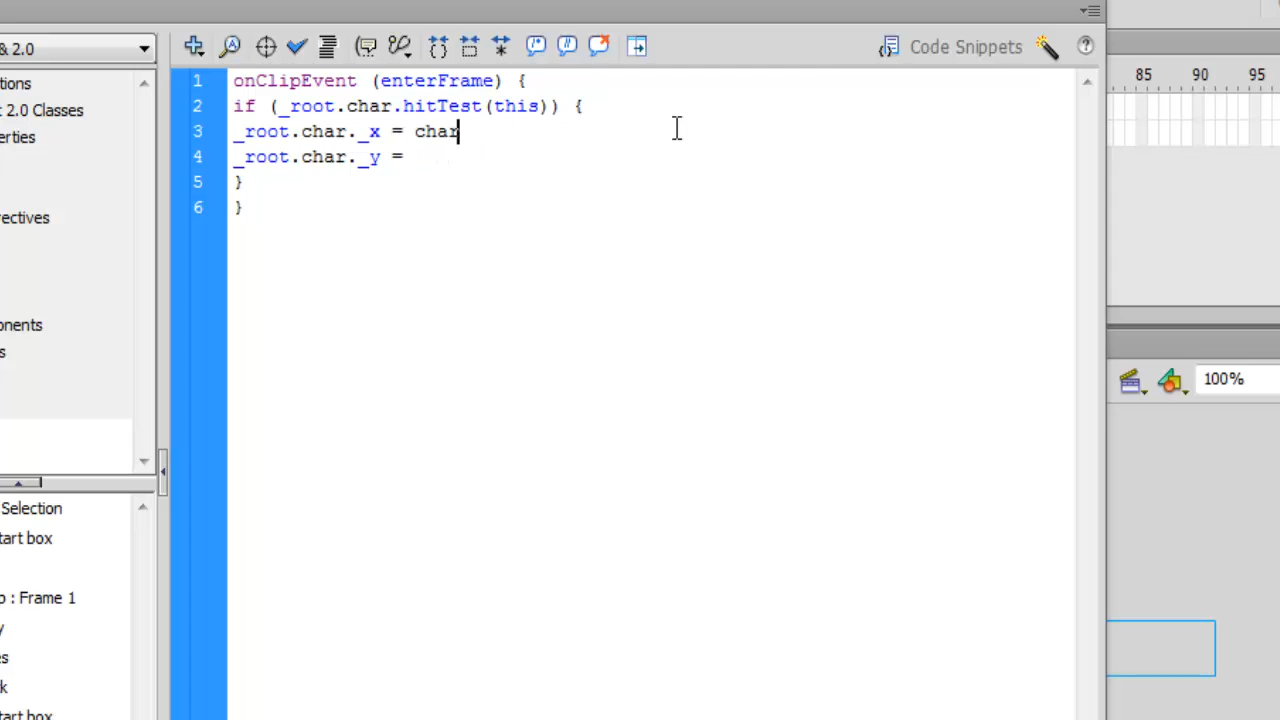 & 2.0
Code Snippets
85 90 95
tions
1 onClipEvent (enterFrame) {
: 2.0 Classes
2 if (_root.char.hitTest(this)) {
erties
3 _root.char._x = char
4 _root.char._y =
5 }
6 }
ectives
onents
s
100%
Selection
tart box
: Frame 1
es
k
tart box